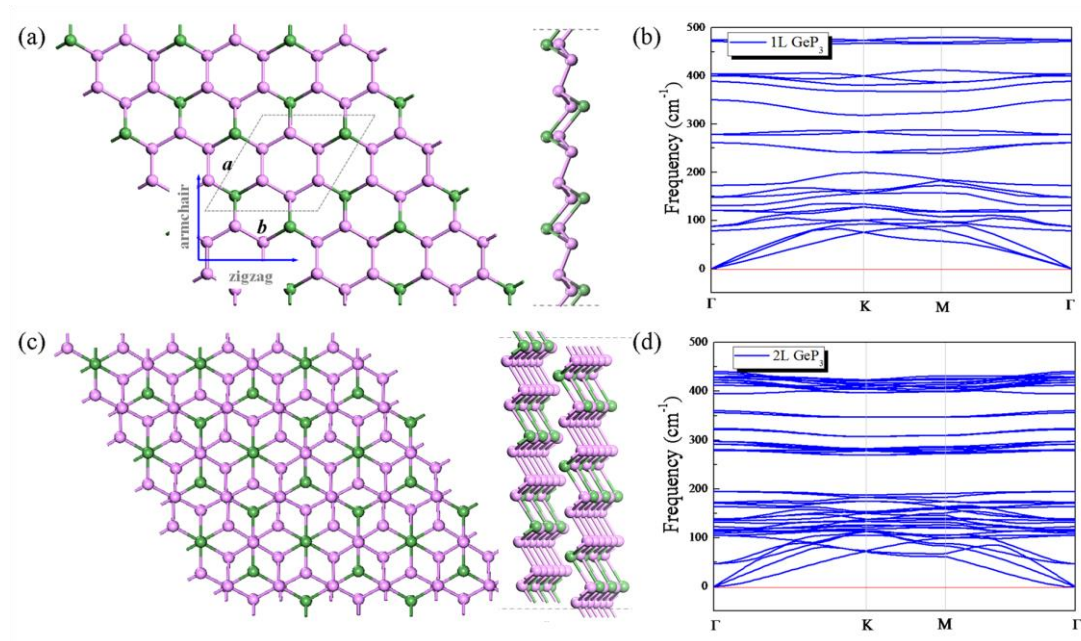 (a)
a
b
armchair
zigzag
(b)
1L GeP3
Frequency (cm-1)
500
400
300
200
100
0
Γ K M Γ
(c)
(d)
2L GeP3
Frequency (cm-1)
500
400
300
200
100
0
Γ K M Γ